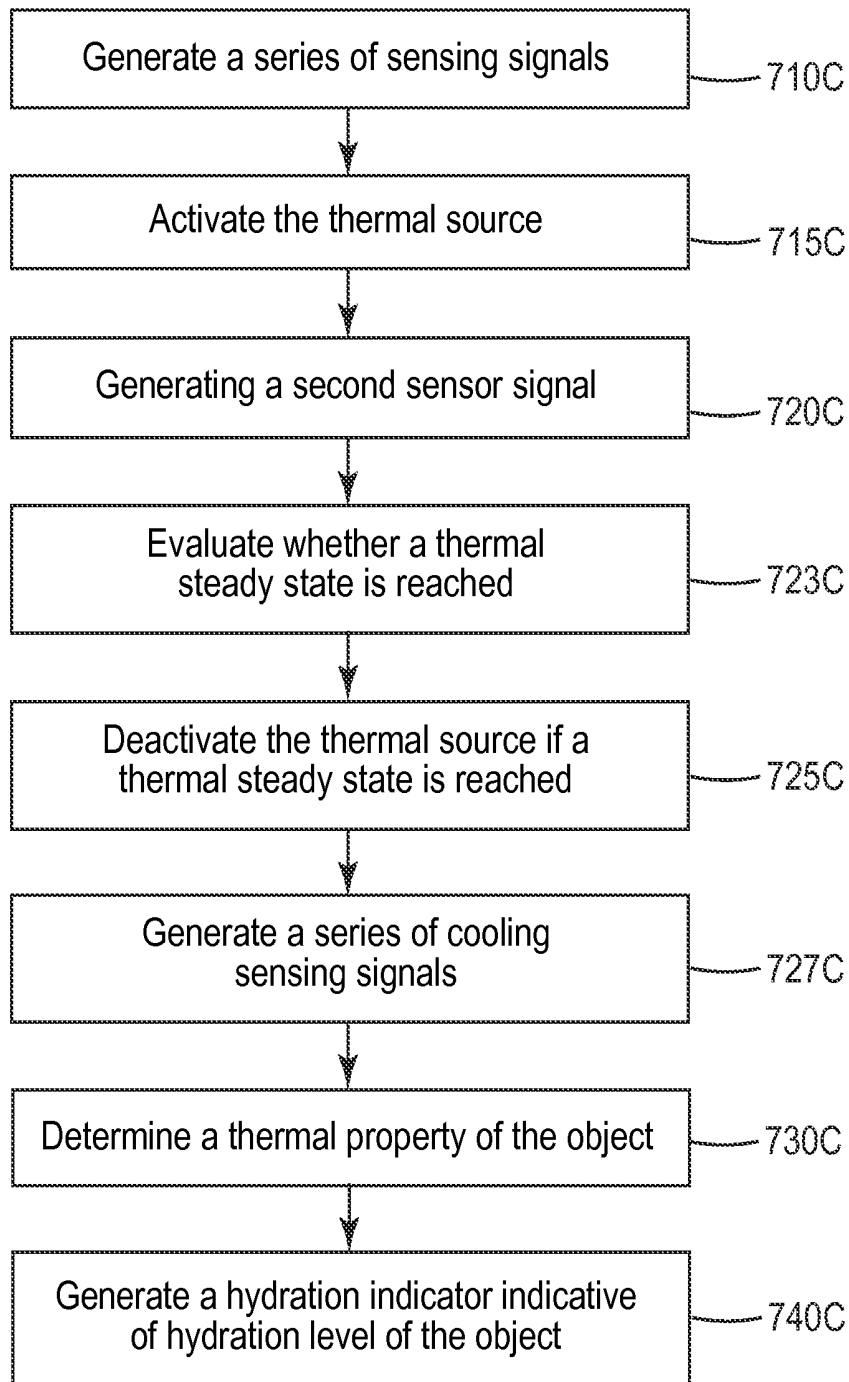 Generate a series of sensing signals
710C
Activate the thermal source
715C
Generating a second sensor signal
720C
Evaluate whether a thermal
steady state is reached
723C
Deactivate the thermal source if a
thermal steady state is reached
725C
Generate a series of cooling
sensing signals
727C
Determine a thermal property of the object
730C
Generate a hydration indicator indicative
of hydration level of the object
740C